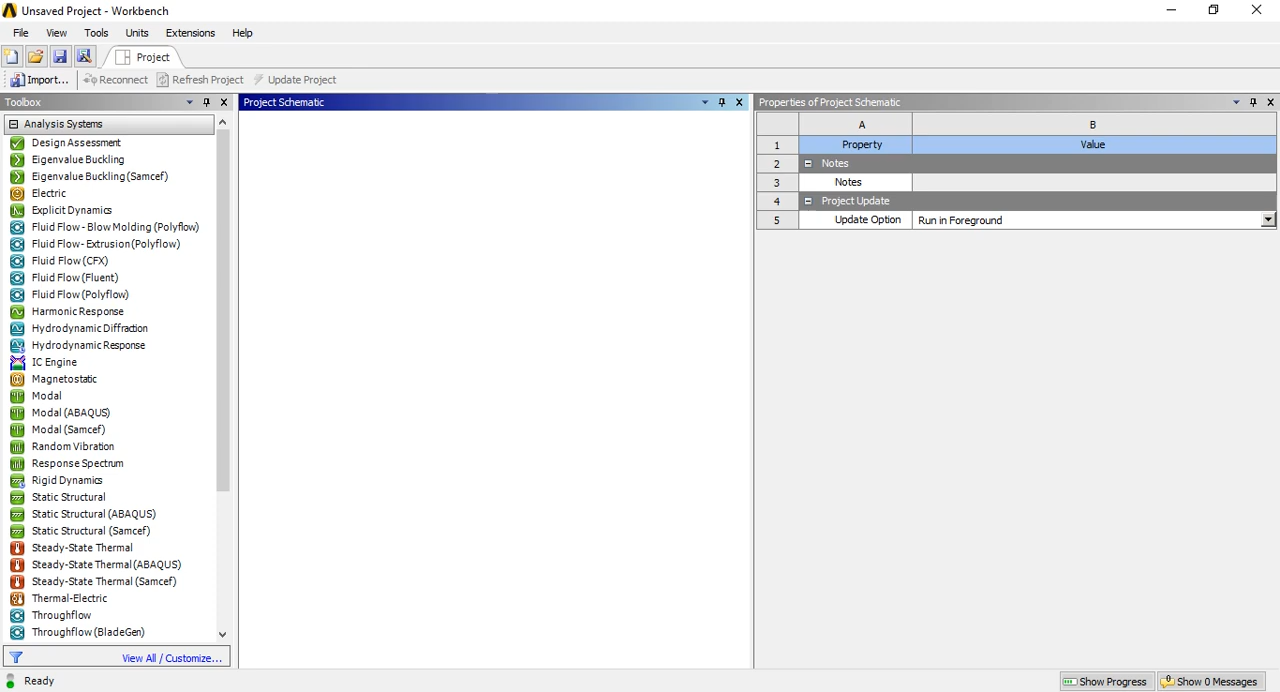 Unsaved Project - Workbench
File View Tools Units Extensions Help
Project
Import... Reconnect Refresh Project Update Project
Toolbox
Analysis Systems
Design Assessment
Eigenvalue Buckling
Eigenvalue Buckling (Samcef)
Electric
Explicit Dynamics
Fluid Flow - Blow Molding (Polyflow)
Fluid Flow - Extrusion (Polyflow)
Fluid Flow (CFX)
Fluid Flow (Fluent)
Fluid Flow (Polyflow)
Harmonic Response
Hydrodynamic Diffraction
Hydrodynamic Response
IC Engine
Magnetostatic
Modal
Modal (ABAQUS)
Modal (Samcef)
Random Vibration
Response Spectrum
Rigid Dynamics
Static Structural
Static Structural (ABAQUS)
Static Structural (Samcef)
Steady-State Thermal
Steady-State Thermal (ABAQUS)
Steady-State Thermal (Samcef)
Thermal-Electric
Throughflow
Throughflow (BladeGen)
View All / Customize...
Project Schematic
Properties of Project Schematic
A B
1 Property Value
2 Notes
3 Notes
4 Project Update
5 Update Option Run in Foreground
Ready
Show Progress Show 0 Messages